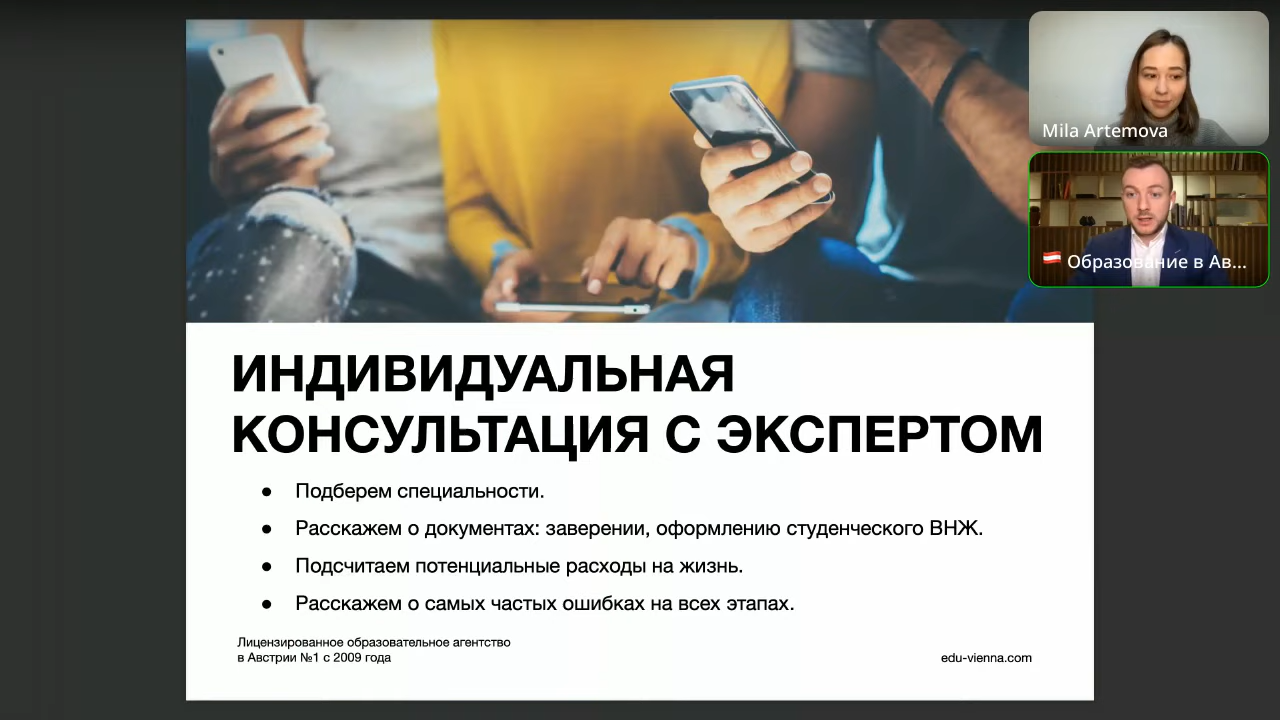 Mila Artemova
Образование в Ав...
ИНДИВИДУАЛЬНАЯ
КОНСУЛЬТАЦИЯ С ЭКСПЕРТОМ
● Подберем специальности.
● Расскажем о документах: заверении, оформлению студенческого ВНЖ.
● Подсчитаем потенциальные расходы на жизнь.
● Расскажем о самых частых ошибках на всех этапах.
Лицензированное образовательное агентство
в Австрии №1 с 2009 года
edu-vienna.com